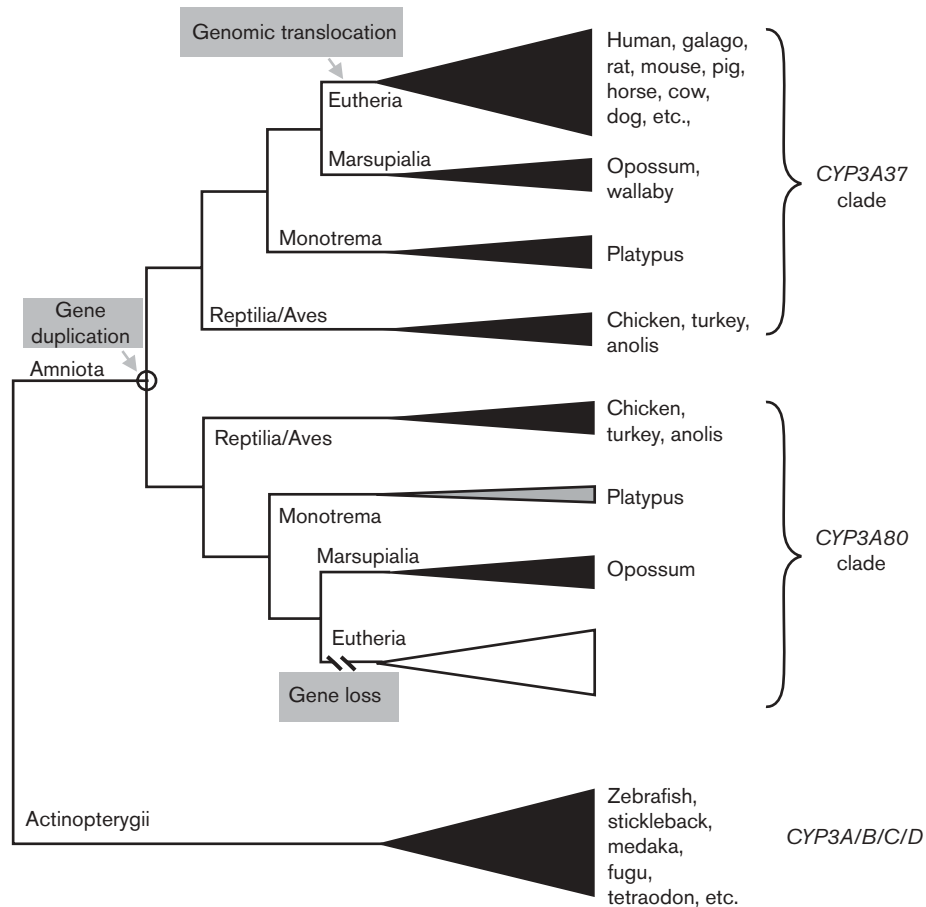 Genomic translocation
Eutheria
Human, galago,
rat, mouse, pig,
horse, cow,
dog, etc.,
Marsupialia
Opossum,
wallaby
CYP3A37
clade
Monotrema
Platypus
Gene
duplication
Reptilia/Aves
Chicken, turkey,
anolis
Amniota
Reptilia/Aves
Chicken,
turkey, anolis
Monotrema
Platypus
Marsupialia
Opossum
CYP3A80
clade
Eutheria
Gene loss
Actinopterygii
Zebrafish,
stickleback,
medaka,
fugu,
tetraodon, etc.
CYP3A/B/C/D